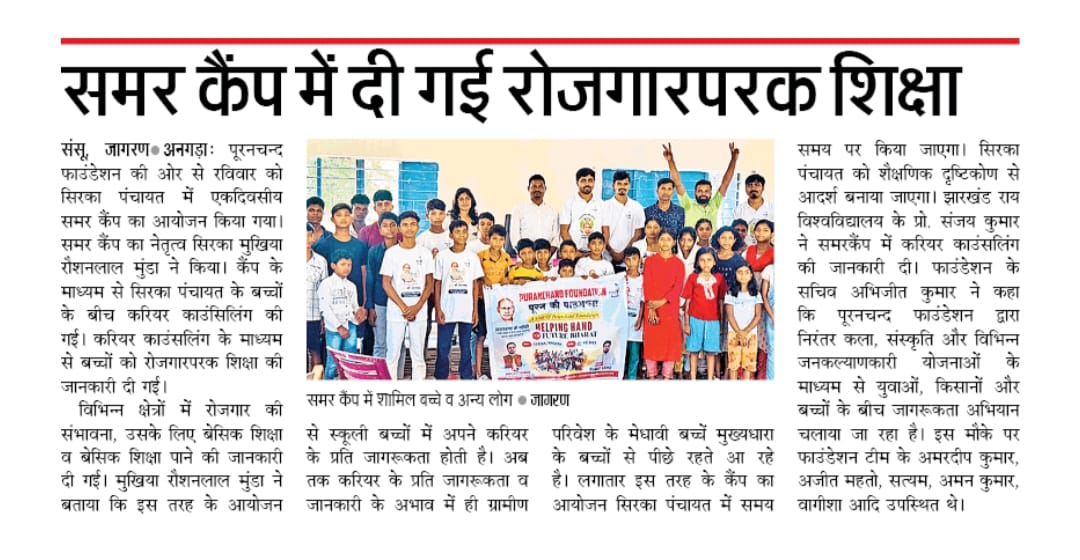 समर कैंप में दी गई रोजगारपरक शिक्षा
संसू, जागरण● अनगड़ा: पूरनचन्द
फाउंडेशन की ओर से रविवार को
सिरका पंचायत में एकदिवसीय
समर कैंप का आयोजन किया गया।
समर कैंप का नेतृत्व सिरका मुखिया
रौशनलाल मुंडा ने किया। कैंप के
माध्यम से सिरका पंचायत के बच्चों
के बीच करियर काउंसिलिंग की
गई। करियर काउंसलिंग के माध्यम
से बच्चों को रोजगारपरक शिक्षा की
जानकारी दी गई।
विभिन्न क्षेत्रों में रोजगार की
संभावना, उसके लिए बेसिक शिक्षा
व बेसिक शिक्षा पाने की जानकारी
दी गई। मुखिया रौशनलाल मुंडा ने
बताया कि इस तरह के आयोजन
PURANCHAND FOUNDATION
HELPING HAND
FUTURE BHARAT
समर कैंप में शामिल बच्चे व अन्य लोग ● जागरण
से स्कूली बच्चों में अपने करियर
के प्रति जागरूकता होती है। अब
तक करियर के प्रति जागरूकता व
जानकारी के अभाव में ही ग्रामीण
परिवेश के मेधावी बच्चें मुख्यधारा
के बच्चों से पीछे रहते आ रहे
है। लगातार इस तरह के कैंप का
आयोजन सिरका पंचायत में समय
समय पर किया जाएगा। सिरका
पंचायत को शैक्षणिक दृष्टिकोण से
आदर्श बनाया जाएगा। झारखंड राय
विश्वविद्यालय के प्रो. संजय कुमार
ने समरकैंप में करियर काउंसलिंग
की जानकारी दी। फाउंडेशन के
सचिव अभिजीत कुमार ने कहा
कि पूरनचन्द फाउंडेशन द्वारा
निरंतर कला, संस्कृति और विभिन्न
जनकल्याणकारी योजनाओं के
माध्यम से युवाओं, किसानों और
बच्चों के बीच जागरूकता अभियान
चलाया जा रहा है। इस मौके पर
फाउंडेशन टीम के अमरदीप कुमार,
अजीत महतो, सत्यम, अमन कुमार,
वागीशा आदि उपस्थित थे।